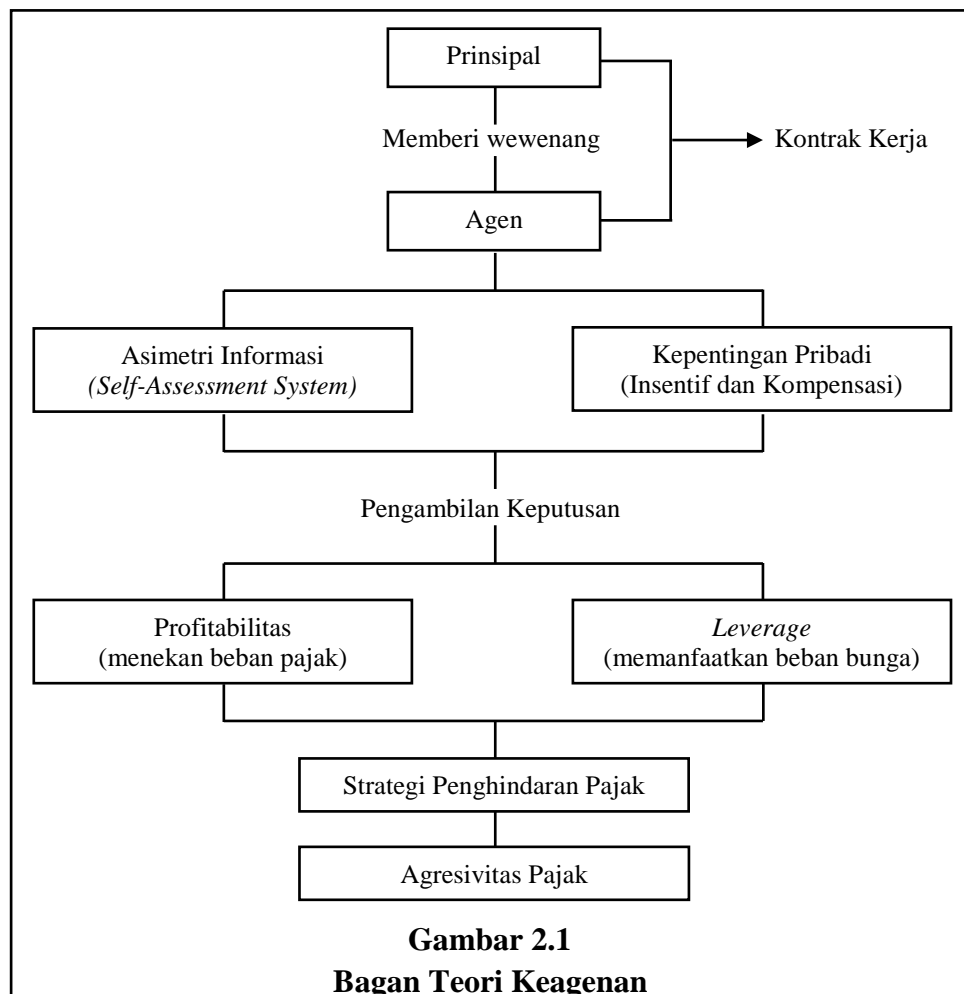 Prinsipal
Memberi wewenang
Kontrak Kerja
Agen
Asimetri Informasi
(Self-Assessment System)
Kepentingan Pribadi
(Insentif dan Kompensasi)
Pengambilan Keputusan
Profitabilitas
(menekan beban pajak)
Leverage
(memanfaatkan beban bunga)
Strategi Penghindaran Pajak
Agresivitas Pajak
Gambar 2.1
Bagan Teori Keagenan